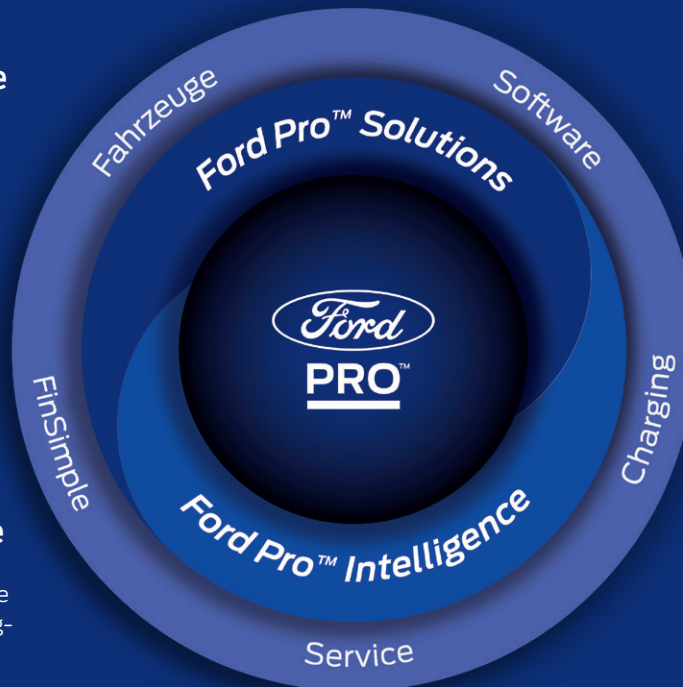 Fahrzeuge
Software
Ford Pro™ Solutions
Ford
PRO™
FinSimple
Charging
Ford Pro™ Intelligence
Service